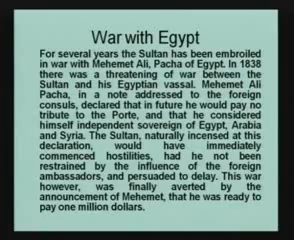 War with Egypt
For several years the Sultan has been embroiled
in war with Mehemet Ali, Pacha of Egypt. In 1838
there was a threatening of war between the
Sultan and his Egyptian vassal. Mehemet Ali
Pacha, in a note addressed to the foreign
consuls, declared that in future he would pay no
tribute to the Porte, and that he considered
himself independent sovereign of Egypt, Arabia
and Syria. The Sultan, naturally incensed at this
declaration, would have immediately
commenced hostilities, had he not been
restrained by the influence of the foreign
ambassadors, and persuaded to delay. This war
however, was finally averted by the
announcement of Mehemet, that he was ready to
pay one million dollars.